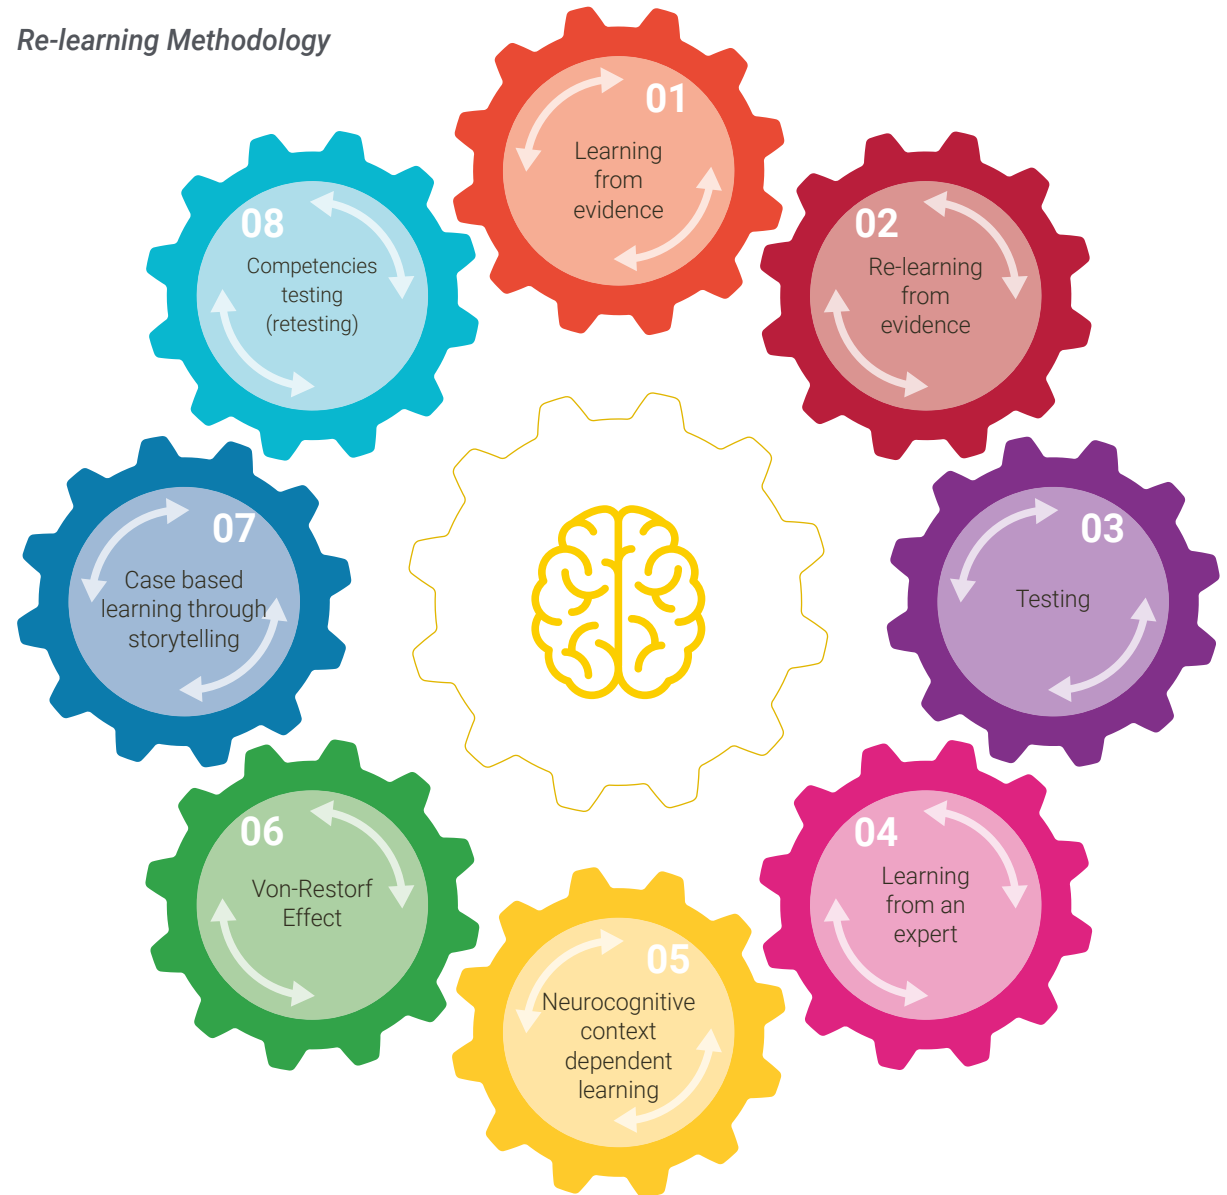 Re-learning Methodology
01
Learning
from
evidence
02
Re-learning
from
evidence
03
Testing
04
Learning
from an
expert
05
Neurocognitive
context
dependent
learning
06
Von-Restorf
Effect
07
Case based
learning through
storytelling
08
Competencies
testing
(retesting)